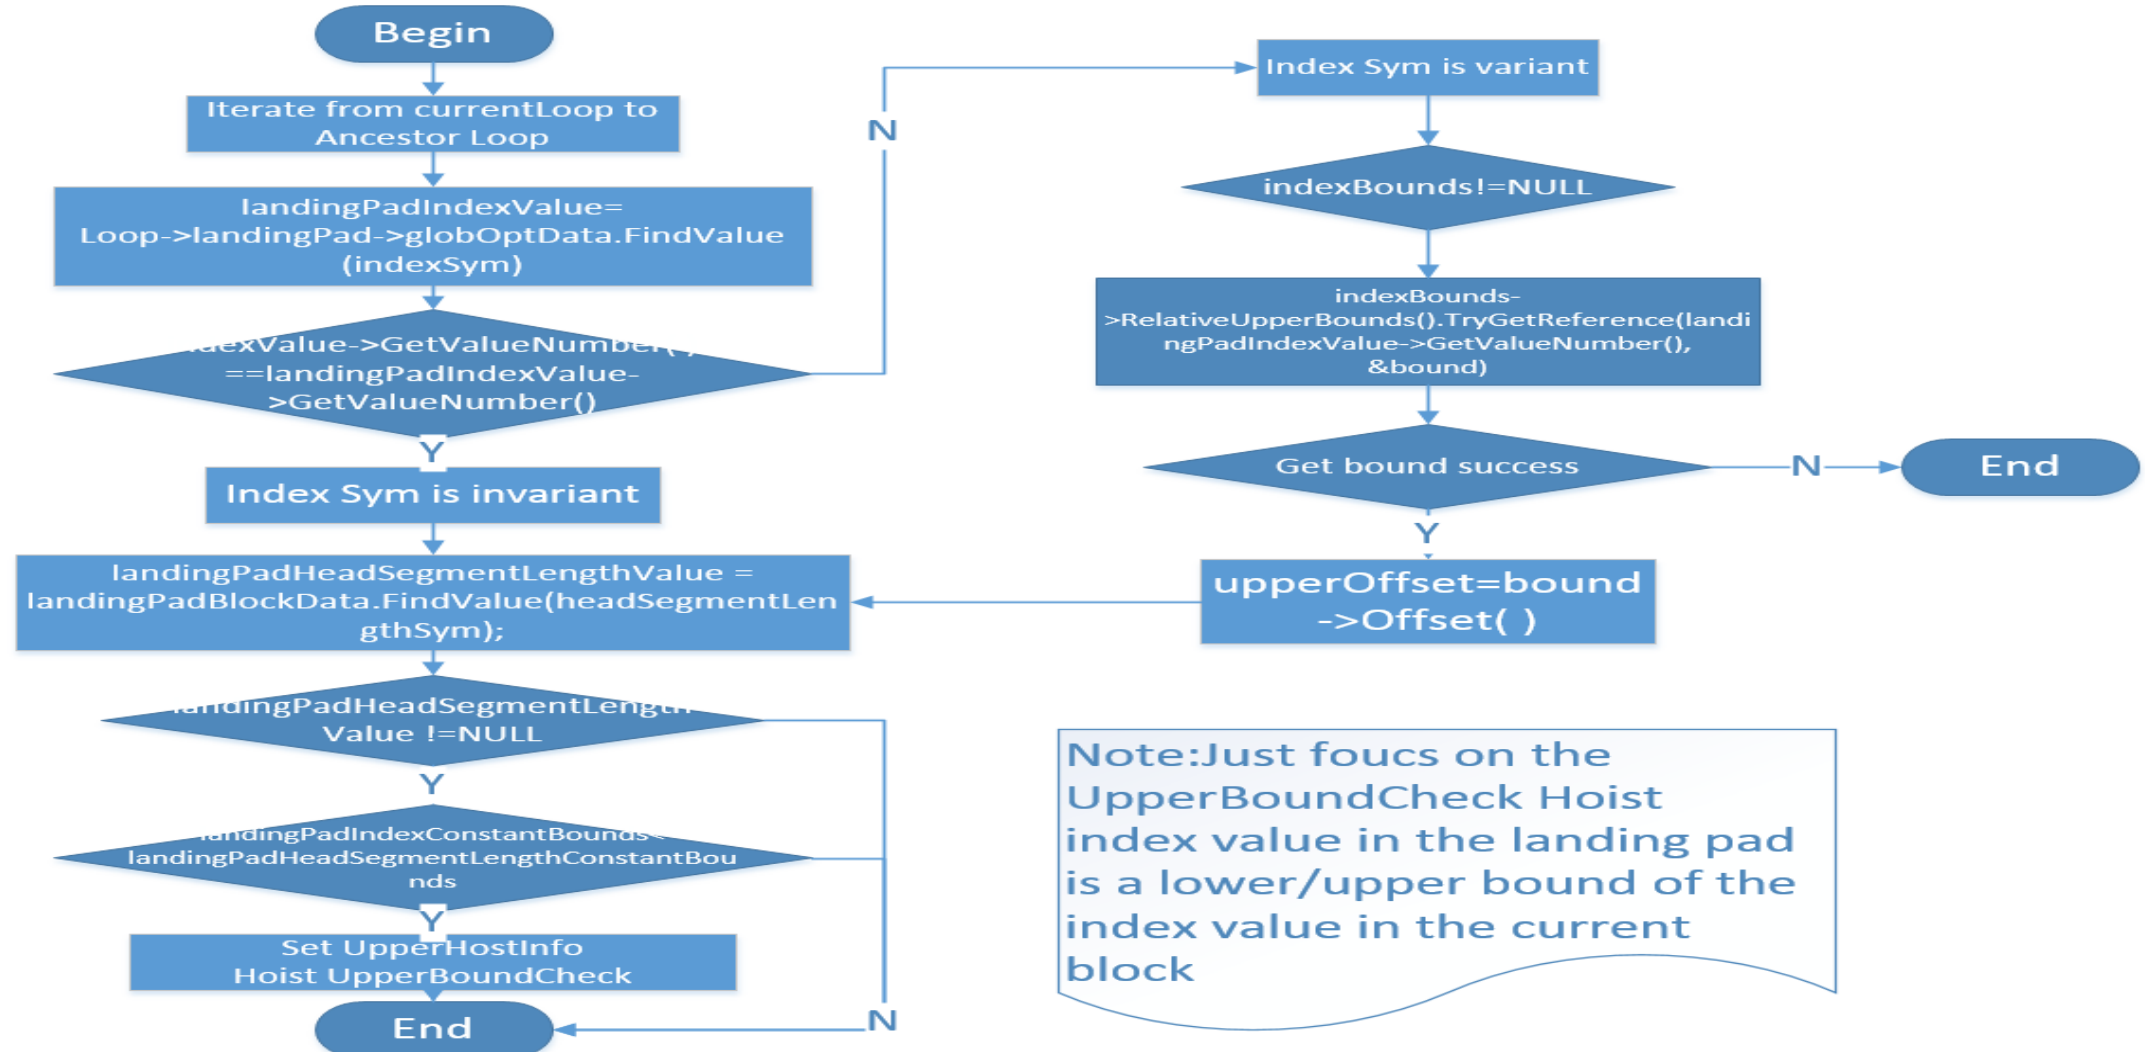 Begin
Iterate from currentLoop to
Ancestor Loop
landingPadIndexValue=
Loop->landingPad->globOptData.FindValue
(indexSym)
dexValue->GetValueNumber( )
==landingPadIndexValue-
>GetValueNumber()
Y
Index Sym is invariant
landingPadHeadSegmentLengthValue =
landingPadBlockData.FindValue(headSegmentLen
gthSym);
landingPadHeadSegmentLength
Value !=NULL
Y
landingPadIndexConstantBounds<
landingPadHeadSegmentLengthConstantBou
nds
Y
Set UpperHostInfo
Hoist UpperBoundCheck
End
N
N
Index Sym is variant
indexBounds!=NULL
indexBounds-
>RelativeUpperBounds().TryGetReference(landi
ngPadIndexValue->GetValueNumber(),
&bound)
Get bound success
N
End
Y
upperOffset=bound
->Offset( )
Note:Just foucs on the
UpperBoundCheck Hoist
index value in the landing pad
is a lower/upper bound of the
index value in the current
block